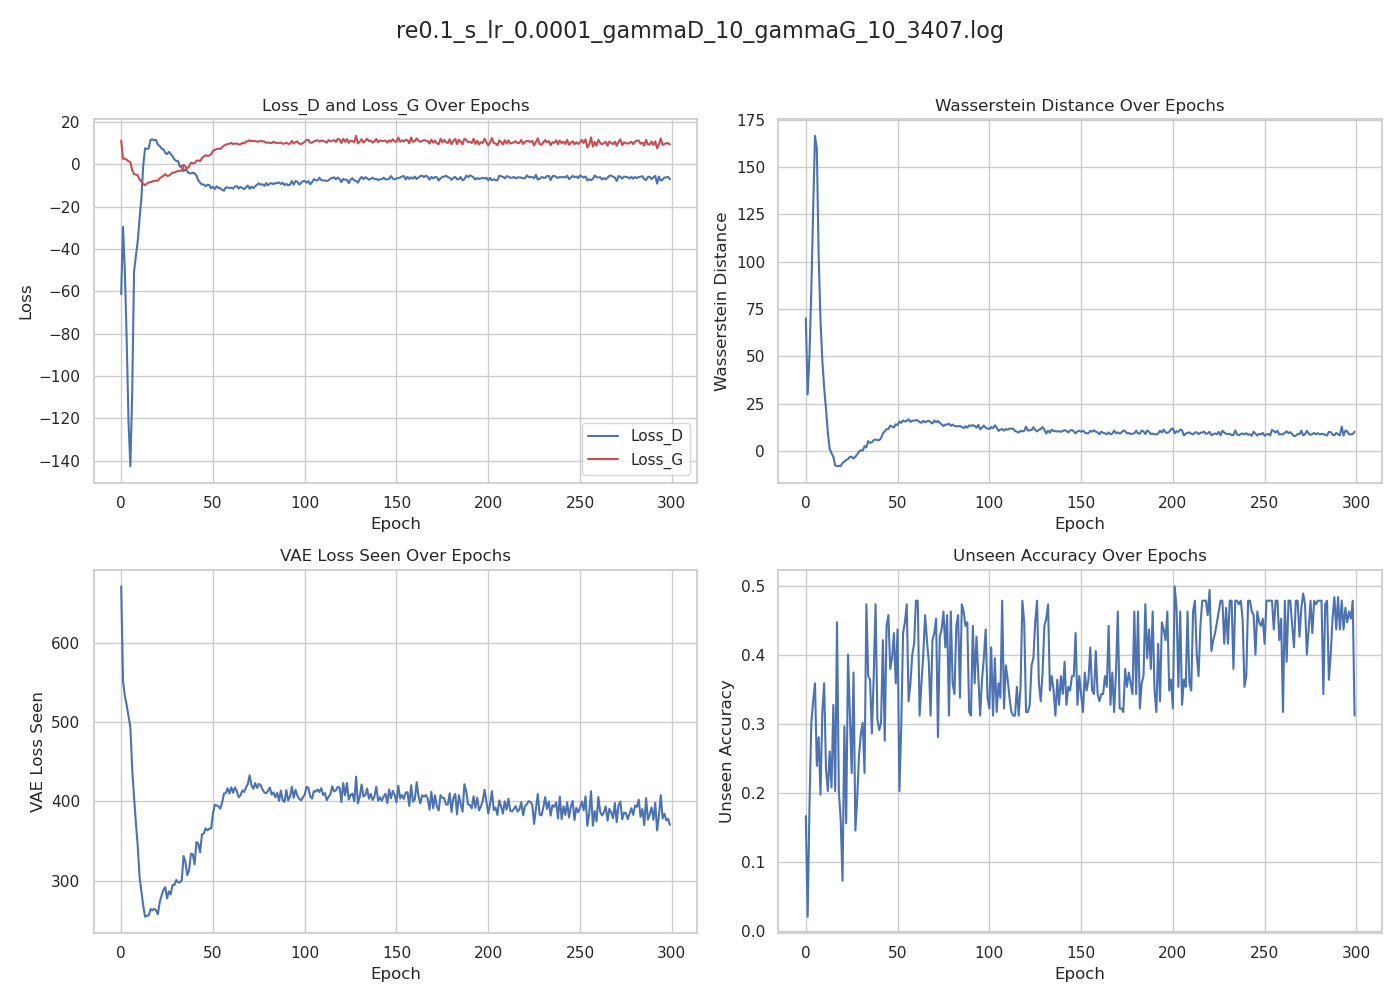 re0.1_s_lr_0.0001_gammaD_10_gammaG_10_3407.log
Loss_D and Loss_G Over Epochs
20
0
−20
−40
−60
−80
−100
−120
−140
Loss
0 50 100 150 200 250 300
Epoch
Loss_D
Loss_G
Wasserstein Distance Over Epochs
175
150
125
100
75
50
25
0
Wasserstein Distance
0 50 100 150 200 250 300
Epoch
VAE Loss Seen Over Epochs
600
500
400
300
VAE Loss Seen
0 50 100 150 200 250 300
Epoch
Unseen Accuracy Over Epochs
0.5
0.4
0.3
0.2
0.1
0.0
Unseen Accuracy
0 50 100 150 200 250 300
Epoch